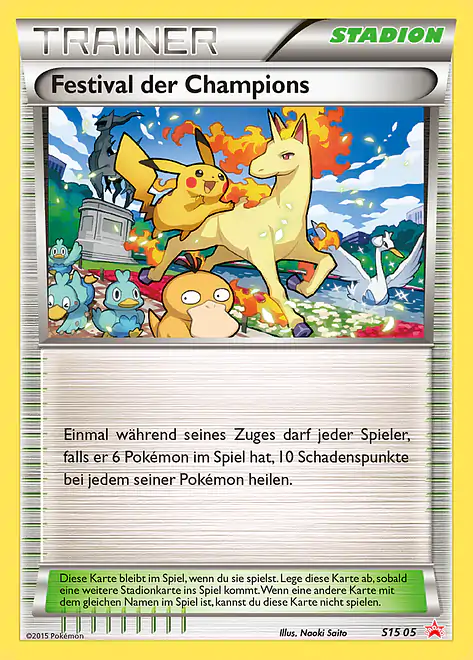 TRAINER
STADION
Festival der Champions
Einmal während seines Zuges darf jeder Spieler,
falls er 6 Pokémon im Spiel hat, 10 Schadenspunkte
bei jedem seiner Pokémon heilen.
Diese Karte bleibt im Spiel, wenn du sie spielst. Lege diese Karte ab, sobald
eine weitere Stadionkarte ins Spiel kommt. Wenn eine andere Karte mit
dem gleichen Namen im Spiel ist, kannst du diese Karte nicht spielen.
©2015 Pokémon
Illus. Naoki Saito
S15 05